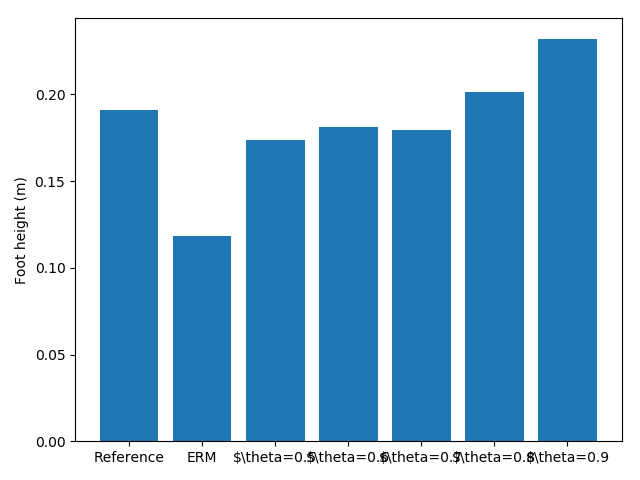 0.20
0.15
0.10
0.05
0.00
Foot height (m)
Reference
ERM
$\theta=0.5
$\theta=0.6
$\theta=0.7
$\theta=0.8
$\theta=0.9